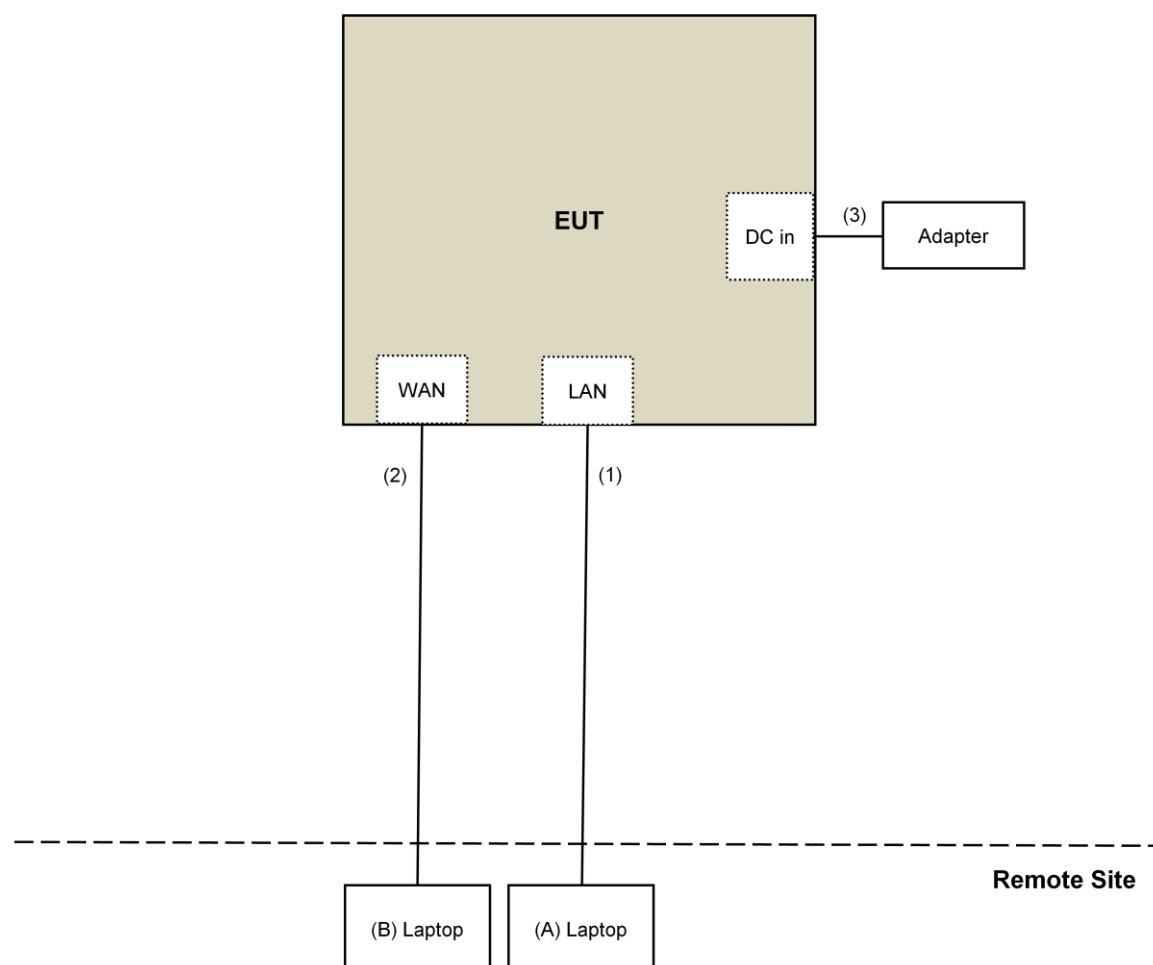 EUT
(3)
DC in
Adapter
WAN
LAN
(2)
(1)
Remote Site
(B) Laptop
(A) Laptop